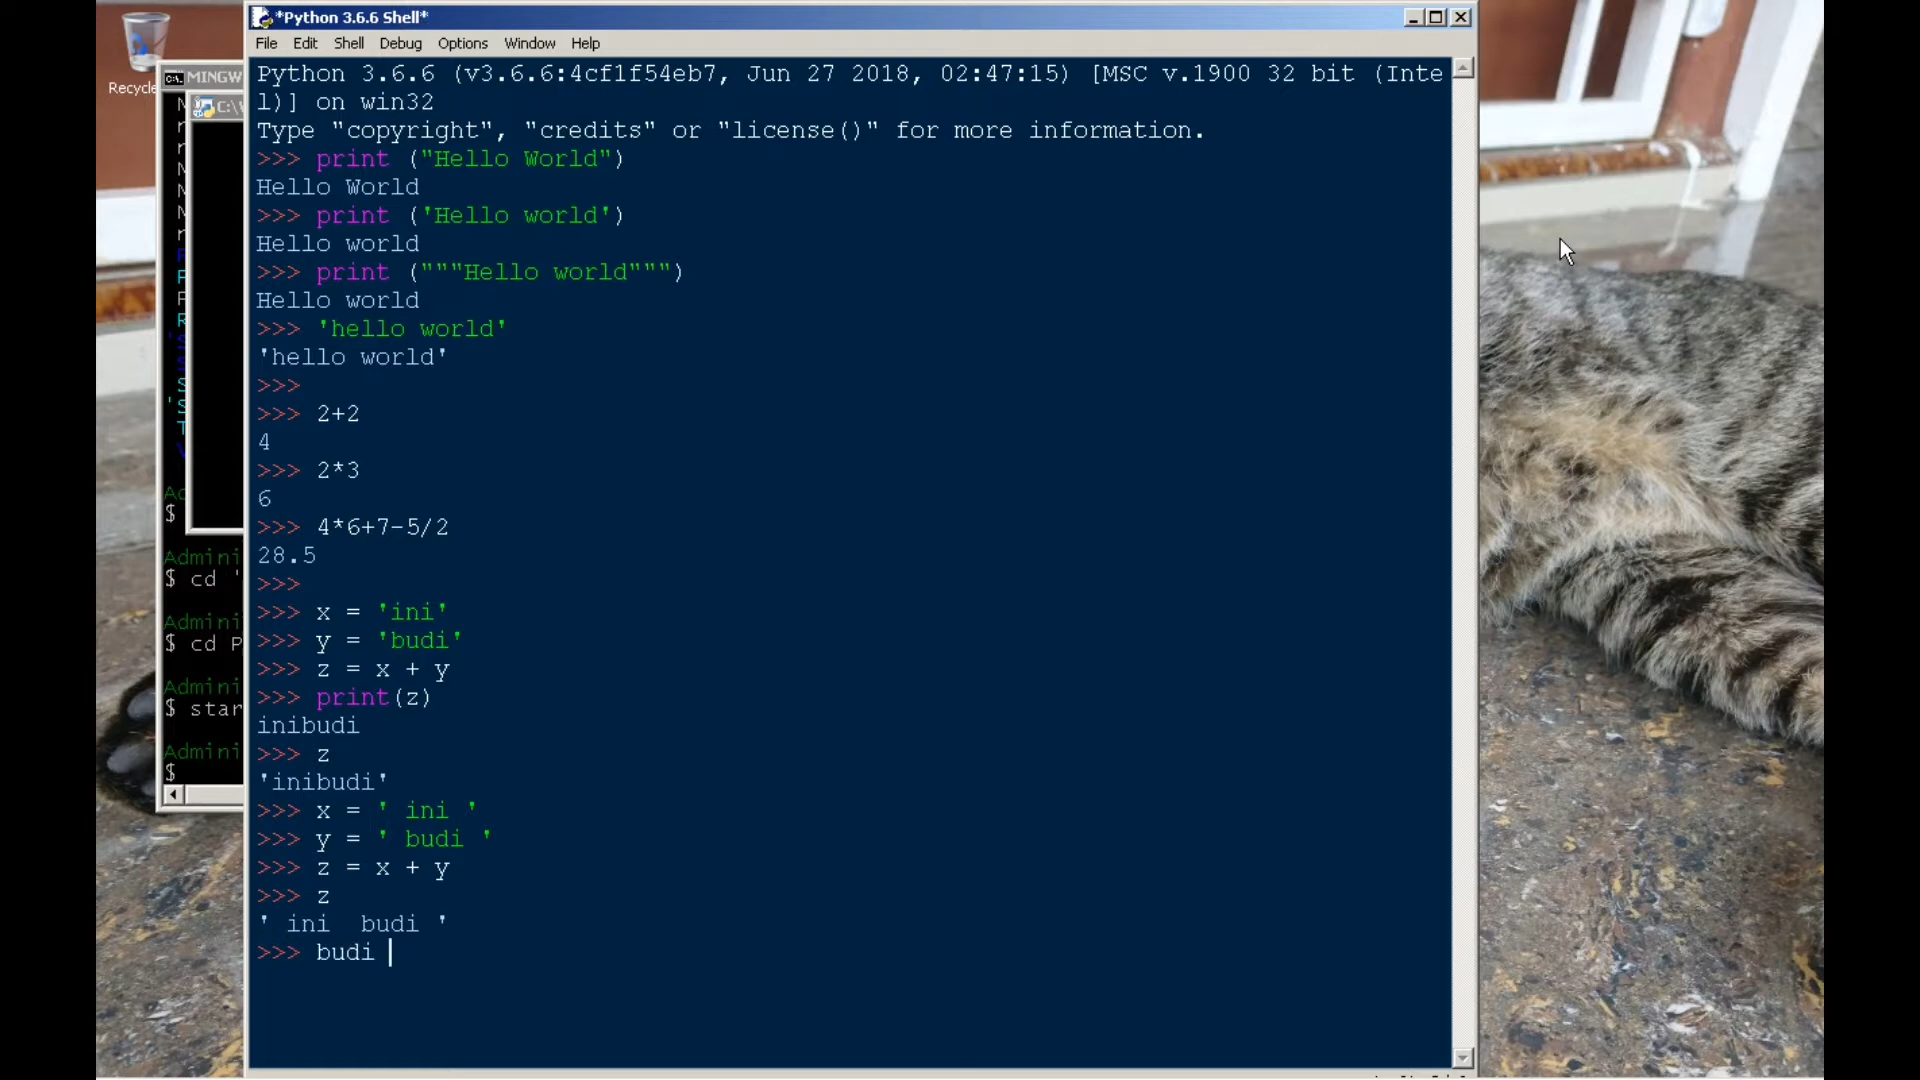 *Python 3.6.6 Shell*
File Edit Shell Debug Options Window Help
Python 3.6.6 (v3.6.6:4cf1f54eb7, Jun 27 2018, 02:47:15) [MSC v.1900 32 bit (Inte
l)] on win32
Type "copyright", "credits" or "license()" for more information.
>>> print ("Hello World")
Hello World
>>> print ('Hello world')
Hello world
>>> print ("""Hello world""")
Hello world
>>> 'hello world'
'hello world'
>>>
>>> 2+2
4
>>> 2*3
6
>>> 4*6+7-5/2
28.5
>>>
>>> x = 'ini'
>>> y = 'budi'
>>> z = x + y
>>> print(z)
inibudi
>>> z
'inibudi'
>>> x = ' ini '
>>> y = ' budi '
>>> z = x + y
>>> z
' ini  budi '
>>> budi
Recycle
MINGW
C:\
Admini
$ cd '
Admini
$ cd P
Admini
$ star
Admini
$